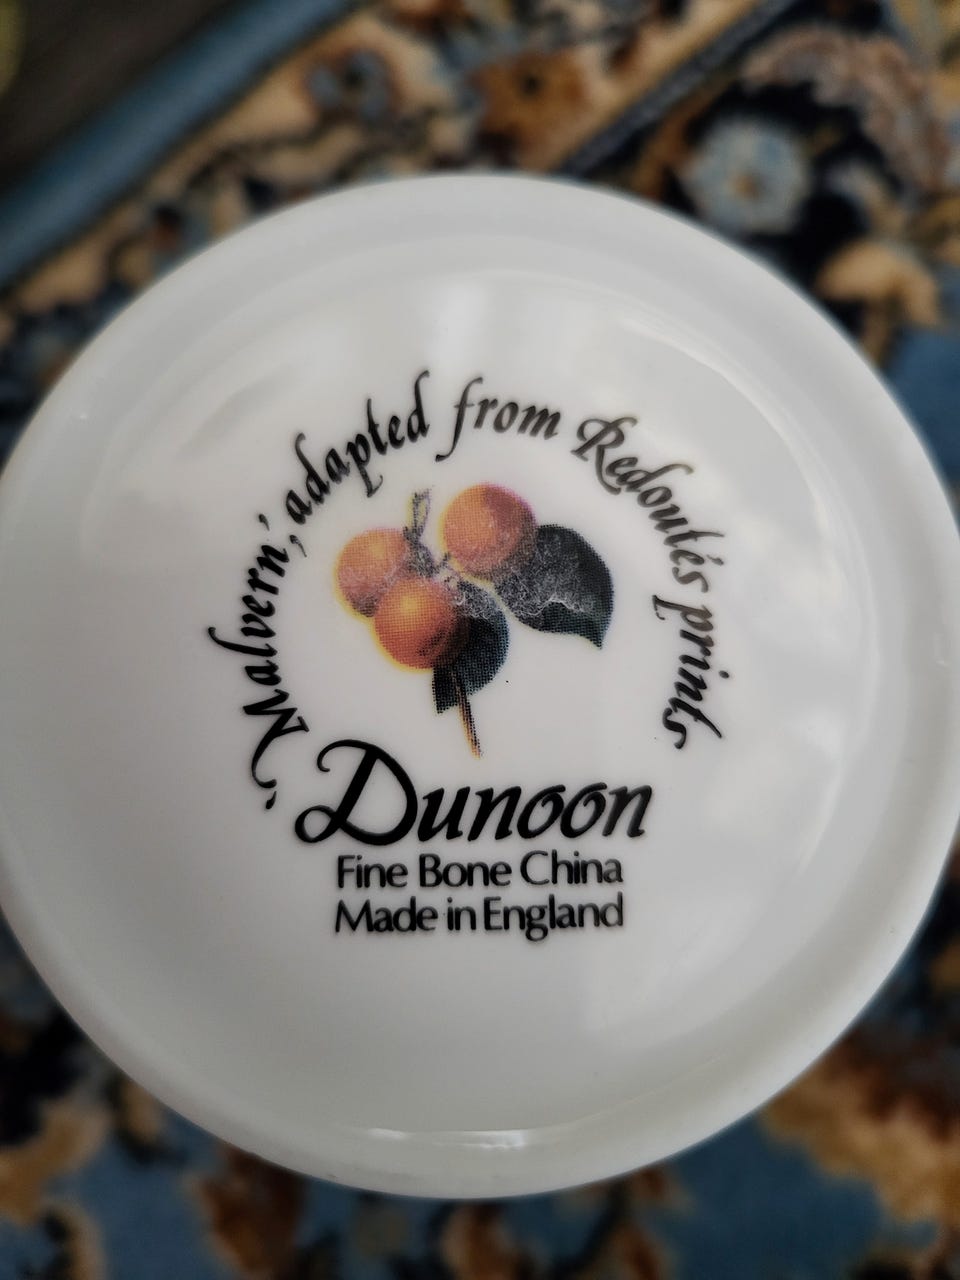 'Malvern', adapted from Redouté's prints
Dunoon
Fine Bone China
Made in England